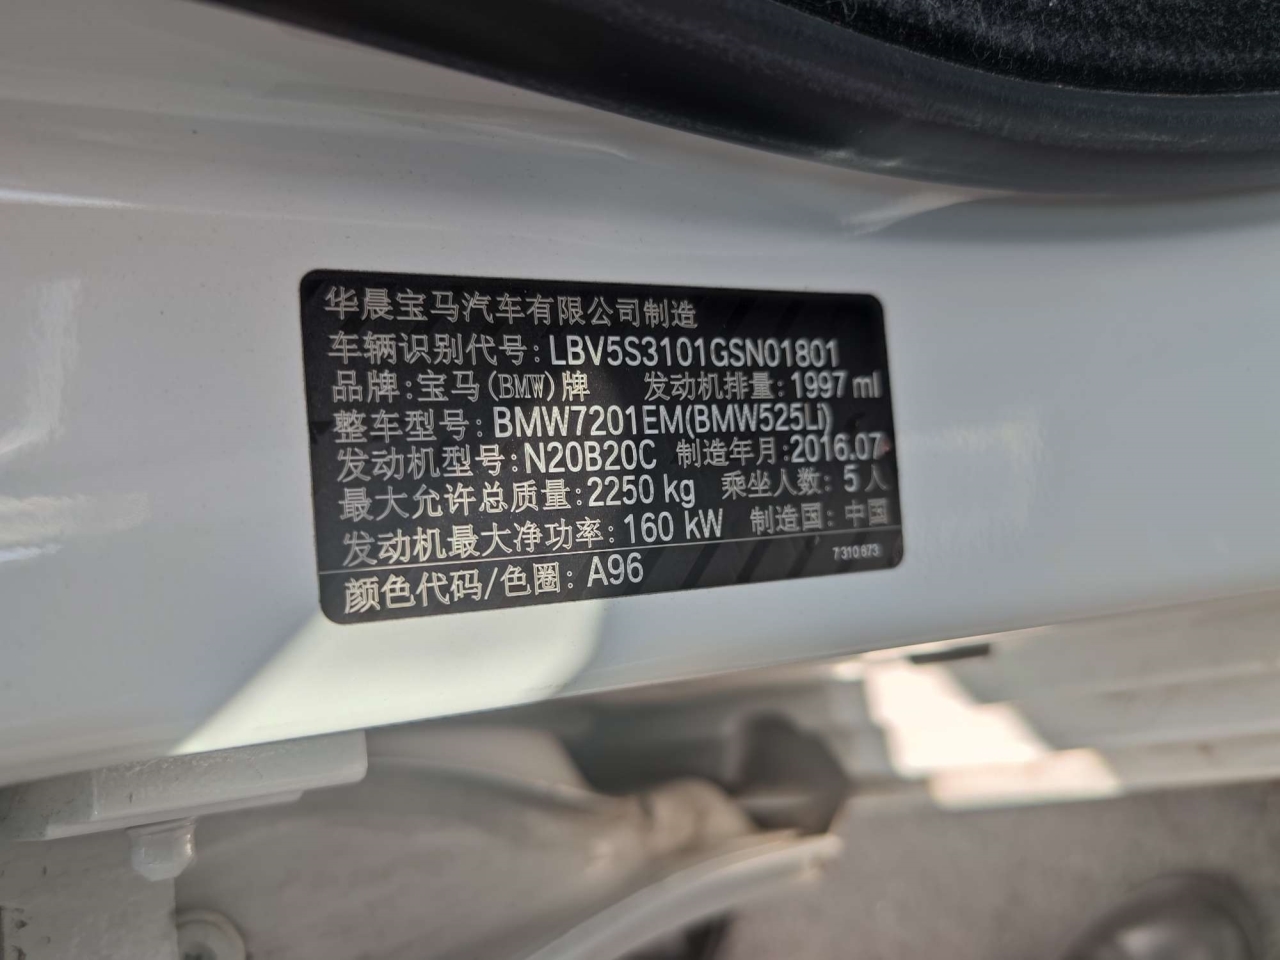 华晨宝马汽车有限公司制造
车辆识别代号: LBV5S3101GSN01801
品牌: 宝马(BMW)牌 发动机排量: 1997 ml
整车型号: BMW7201EM(BMW525Li)
发动机型号: N20B20C 制造年月: 2016.07
最大允许总质量: 2250 kg 乘坐人数: 5 人
发动机最大净功率: 160 kW 制造国: 中国
颜色代码/色圈: A96 7310873